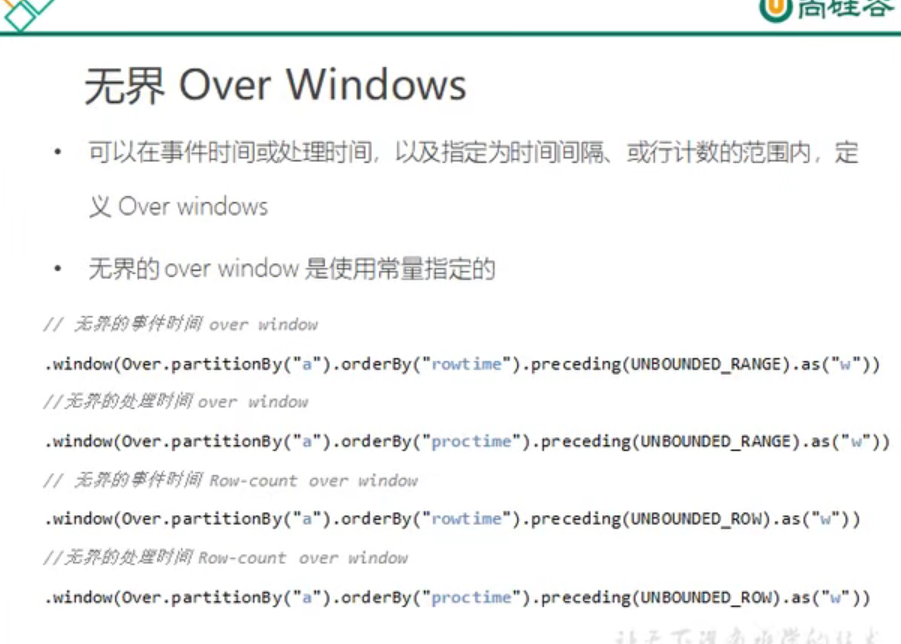 尚硅谷
无界 Over Windows
• 可以在事件时间或处理时间，以及指定为时间间隔、或行计数的范围内，定
义 Over windows
• 无界的 over window 是使用常量指定的
// 无界的事件时间 over window
.window(Over.partitionBy("a").orderBy("rowtime").preceding(UNBOUNDED_RANGE).as("w"))
//无界的处理时间 over window
.window(Over.partitionBy("a").orderBy("proctime").preceding(UNBOUNDED_RANGE).as("w"))
// 无界的事件时间 Row-count over window
.window(Over.partitionBy("a").orderBy("rowtime").preceding(UNBOUNDED_ROW).as("w"))
//无界的处理时间 Row-count over window
.window(Over.partitionBy("a").orderBy("proctime").preceding(UNBOUNDED_ROW).as("w"))